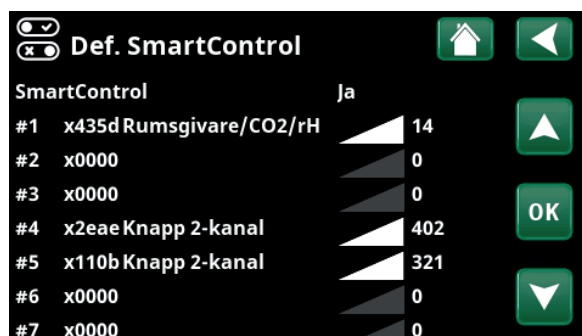 Def. SmartControl
SmartControl Ja
#1 x435d Rumsgivare/CO2/rH 14
#2 x0000 0
#3 x0000 0
OK
#4 x2eae Knapp 2-kanal 402
#5 x110b Knapp 2-kanal 321
#6 x0000 0
#7 x0000 0